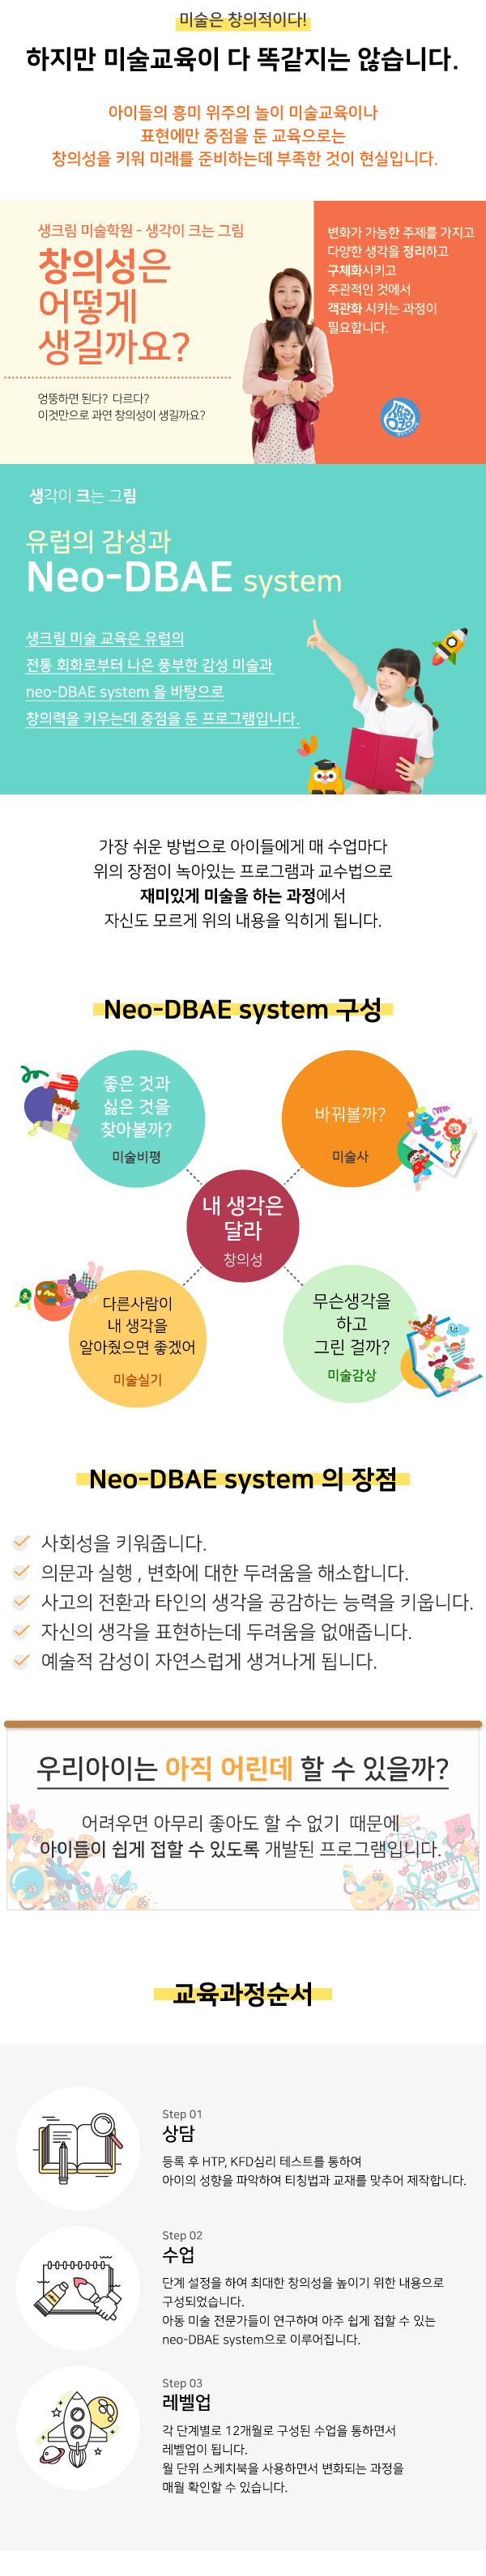 미술은 창의적이다!
하지만 미술교육이 다 똑같지는 않습니다.
아이들의 흥미 위주의 놀이 미술교육이나
표현에만 중점을 둔 교육으로는
창의성을 키워 미래를 준비하는데 부족한 것이 현실입니다.
생크림 미술학원 - 생각이 크는 그림
창의성은
어떻게
생길까요?
엉뚱하면 된다? 다르다?
이것만으로 과연 창의성이 생길까요?
변화가 가능한 주제를 가지고
다양한 생각을 정리하고
구체화시키고
주관적인 것에서
객관화 시키는 과정이
필요합니다.
생각이 크는 그림
유럽의 감성과
Neo-DBAE system
생크림 미술 교육은 유럽의
전통 회화로부터 나온 풍부한 감성 미술과
neo-DBAE system 을 바탕으로
창의력을 키우는데 중점을 둔 프로그램입니다.
가장 쉬운 방법으로 아이들에게 매 수업마다
위의 장점이 녹아있는 프로그램과 교수법으로
재미있게 미술을 하는 과정에서
자신도 모르게 위의 내용을 익히게 됩니다.
Neo-DBAE system 구성
좋은 것과
싫은 것을
찾아볼까?
미술비평
바꿔볼까?
미술사
내 생각은
달라
창의성
다른사람이
내 생각을
알아줬으면 좋겠어
미술실기
무슨생각을
하고
그린 걸까?
미술감상
Neo-DBAE system 의 장점
사회성을 키워줍니다.
의문과 실행 , 변화에 대한 두려움을 해소합니다.
사고의 전환과 타인의 생각을 공감하는 능력을 키웁니다.
자신의 생각을 표현하는데 두려움을 없애줍니다.
예술적 감성이 자연스럽게 생겨나게 됩니다.
우리아이는 아직 어린데 할 수 있을까?
어려우면 아무리 좋아도 할 수 없기 때문에
아이들이 쉽게 접할 수 있도록 개발된 프로그램입니다.
교육과정순서
Step 01
상담
등록 후 HTP, KFD심리 테스트를 통하여
아이의 성향을 파악하여 티칭법과 교재를 맞추어 제작합니다.
Step 02
수업
단계 설정을 하여 최대한 창의성을 높이기 위한 내용으로
구성되었습니다.
아동 미술 전문가들이 연구하여 아주 쉽게 접할 수 있는
neo-DBAE system으로 이루어집니다.
Step 03
레벨업
각 단계별로 12개월로 구성된 수업을 통하면서
레벨업이 됩니다.
월 단위 스케치북을 사용하면서 변화되는 과정을
매월 확인할 수 있습니다.